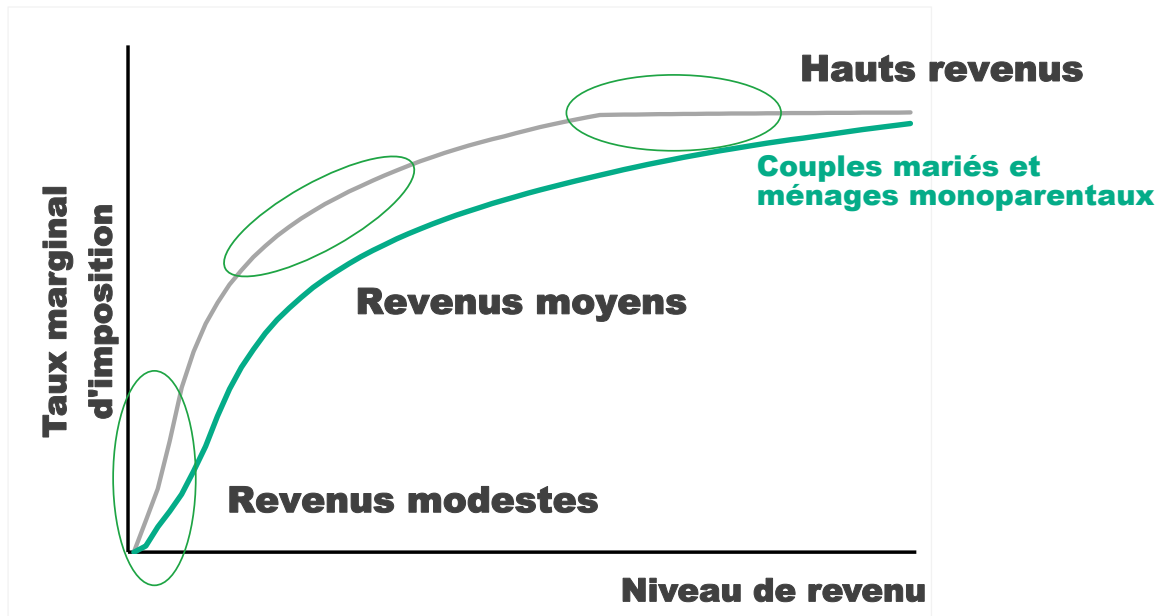 Hauts revenus
Couples mariés et
ménages monoparentaux
Taux marginal
d'imposition
Revenus moyens
Revenus modestes
Niveau de revenu